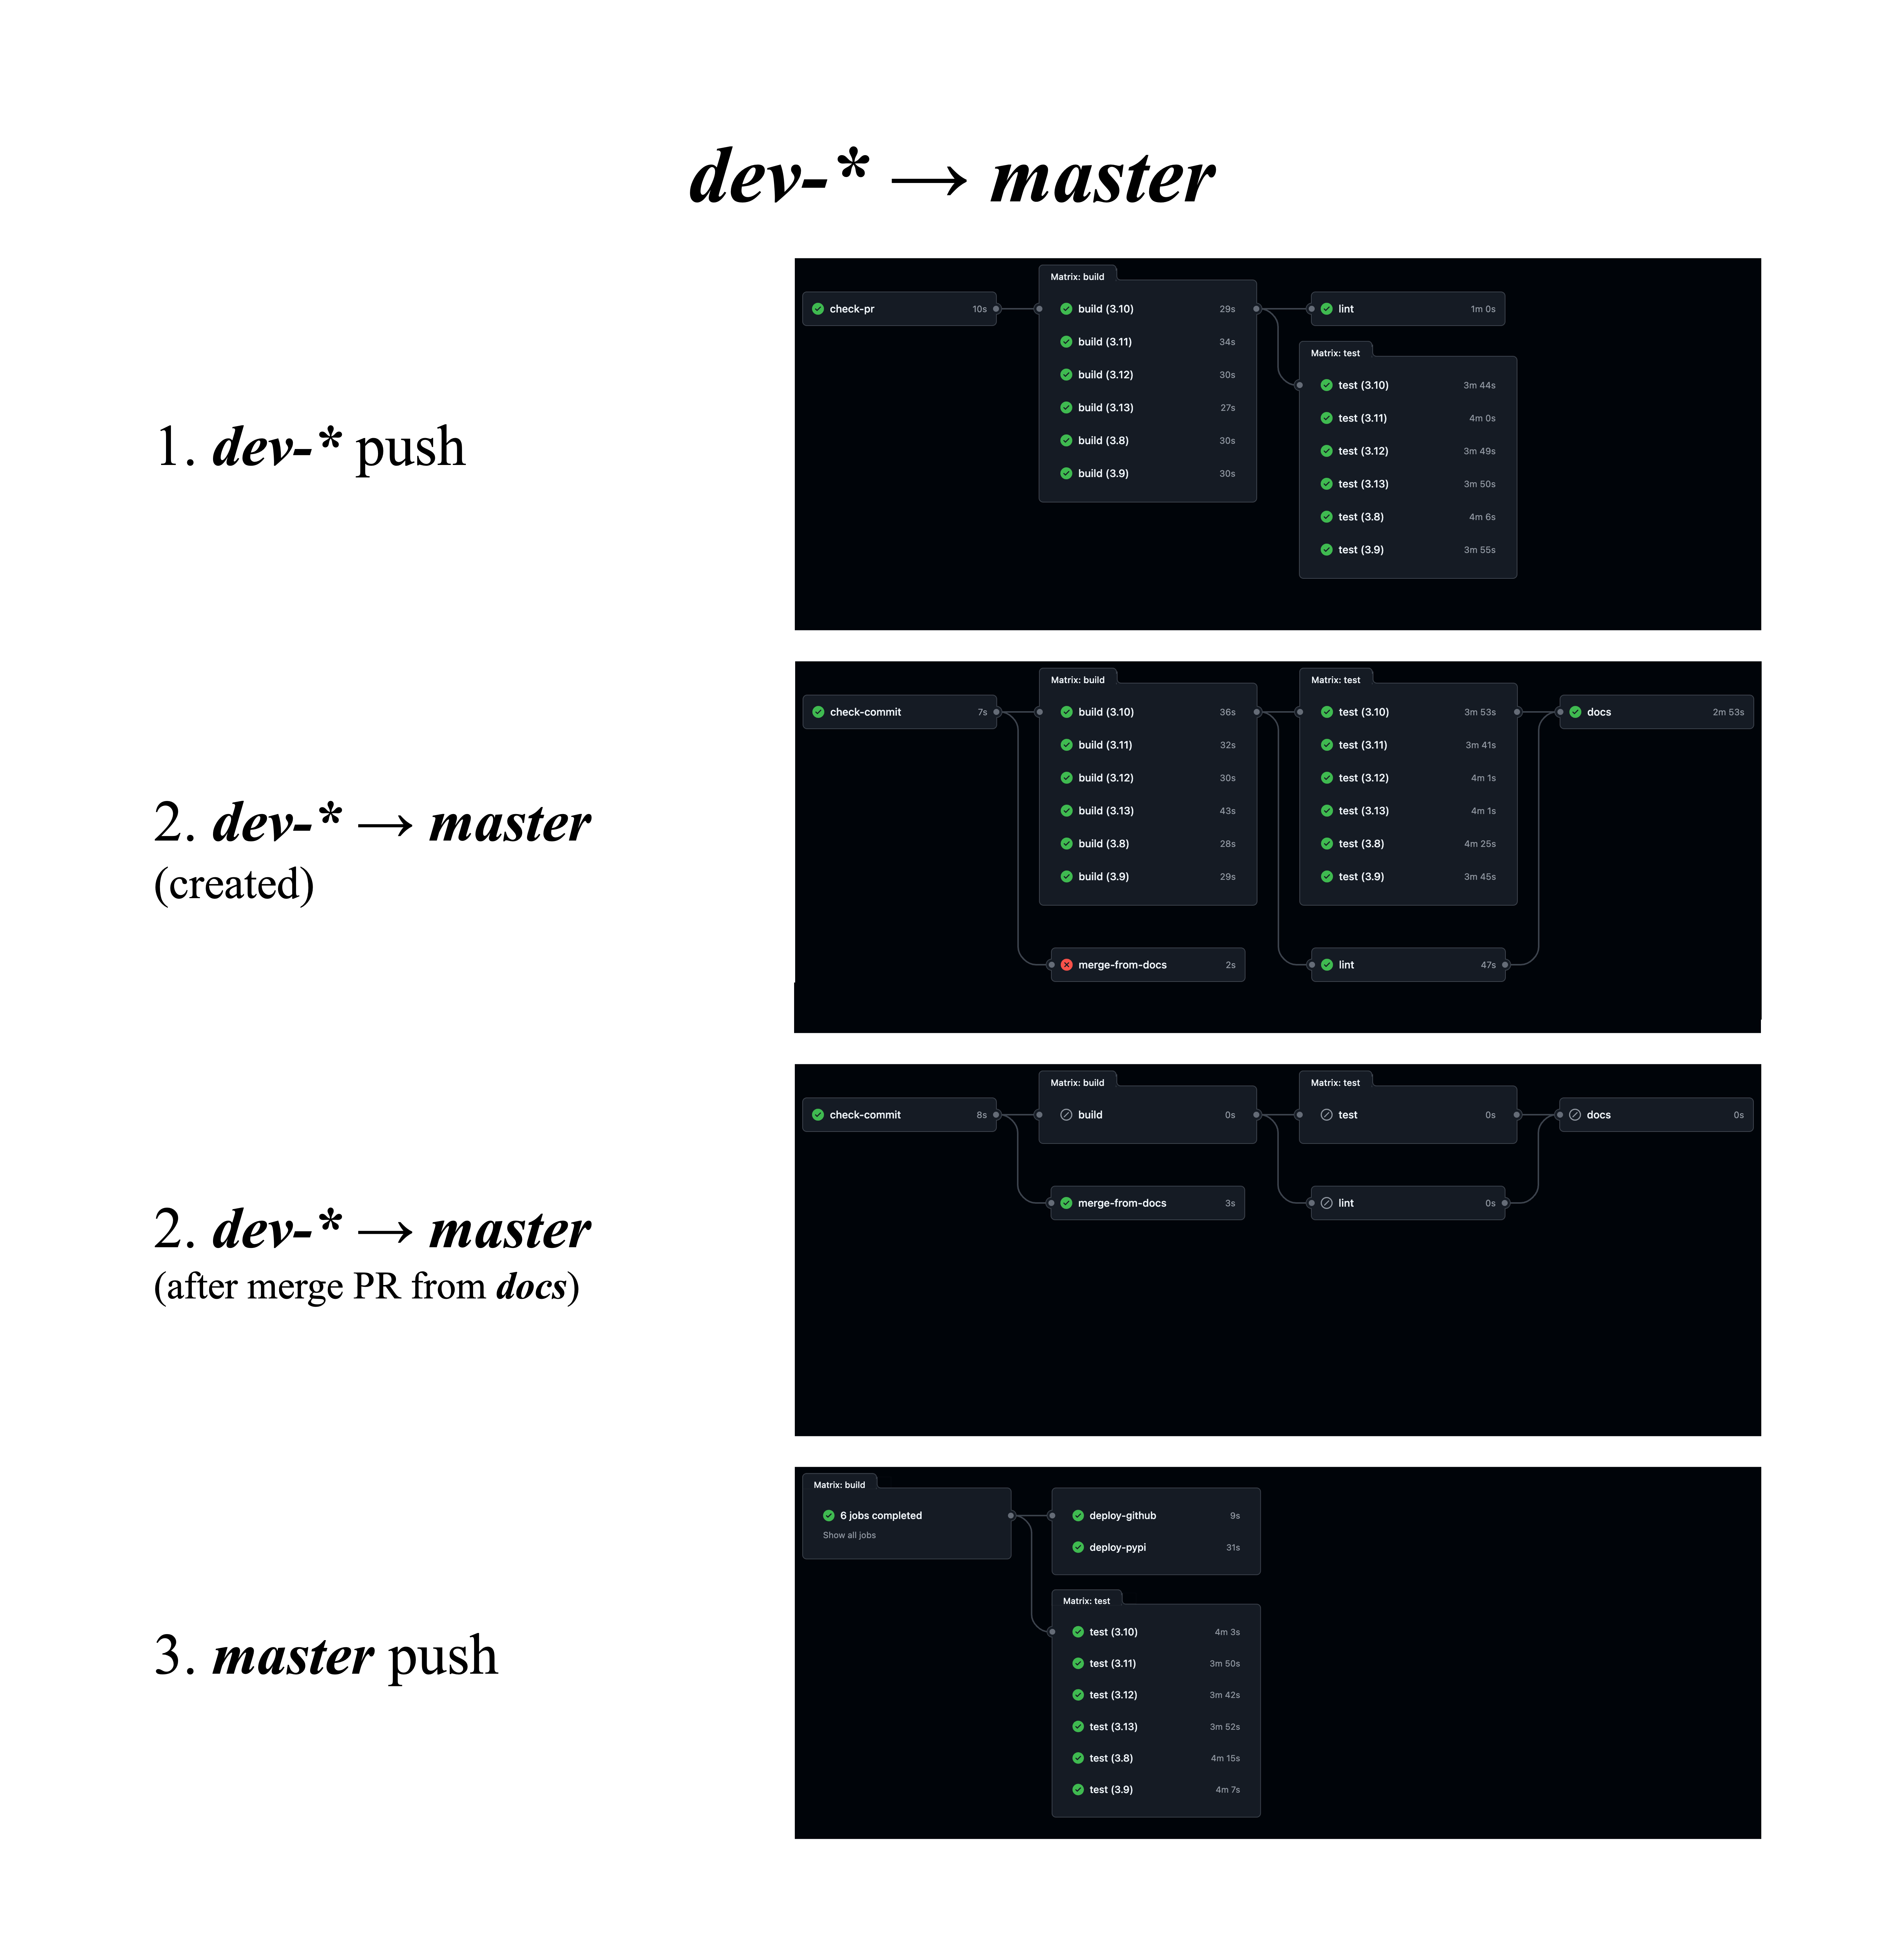 dev-* → master
1. dev-* push
Matrix: build
check-pr 10s
build (3.10) 29s
build (3.11) 34s
build (3.12) 30s
build (3.13) 27s
build (3.8) 30s
build (3.9) 30s
lint 1m 0s
Matrix: test
test (3.10) 3m 44s
test (3.11) 4m 0s
test (3.12) 3m 49s
test (3.13) 3m 50s
test (3.8) 4m 6s
test (3.9) 3m 55s
2. dev-* → master
(created)
check-commit 7s
Matrix: build
build (3.10) 36s
build (3.11) 32s
build (3.12) 30s
build (3.13) 43s
build (3.8) 28s
build (3.9) 29s
merge-from-docs 2s
Matrix: test
test (3.10) 3m 53s
test (3.11) 3m 41s
test (3.12) 4m 1s
test (3.13) 4m 1s
test (3.8) 4m 25s
test (3.9) 3m 45s
lint 47s
docs 2m 53s
2. dev-* → master
(after merge PR from docs)
check-commit 8s
Matrix: build
build 0s
merge-from-docs 3s
Matrix: test
test 0s
lint 0s
docs 0s
3. master push
Matrix: build
6 jobs completed
Show all jobs
deploy-github 9s
deploy-pypi 31s
Matrix: test
test (3.10) 4m 3s
test (3.11) 3m 50s
test (3.12) 3m 42s
test (3.13) 3m 52s
test (3.8) 4m 15s
test (3.9) 4m 7s